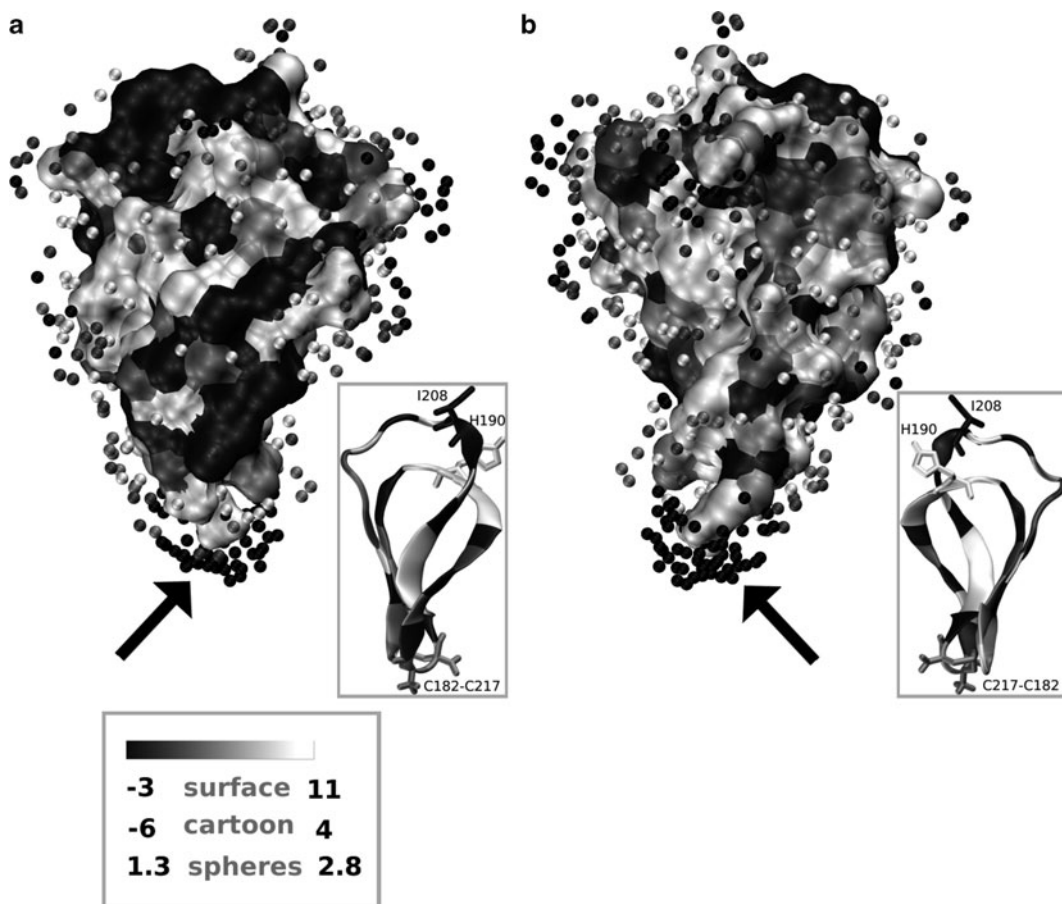 a
b
I208
H190
C182-C217
I208
H190
C217-C182
-3 surface 11
-6 cartoon 4
1.3 spheres 2.8